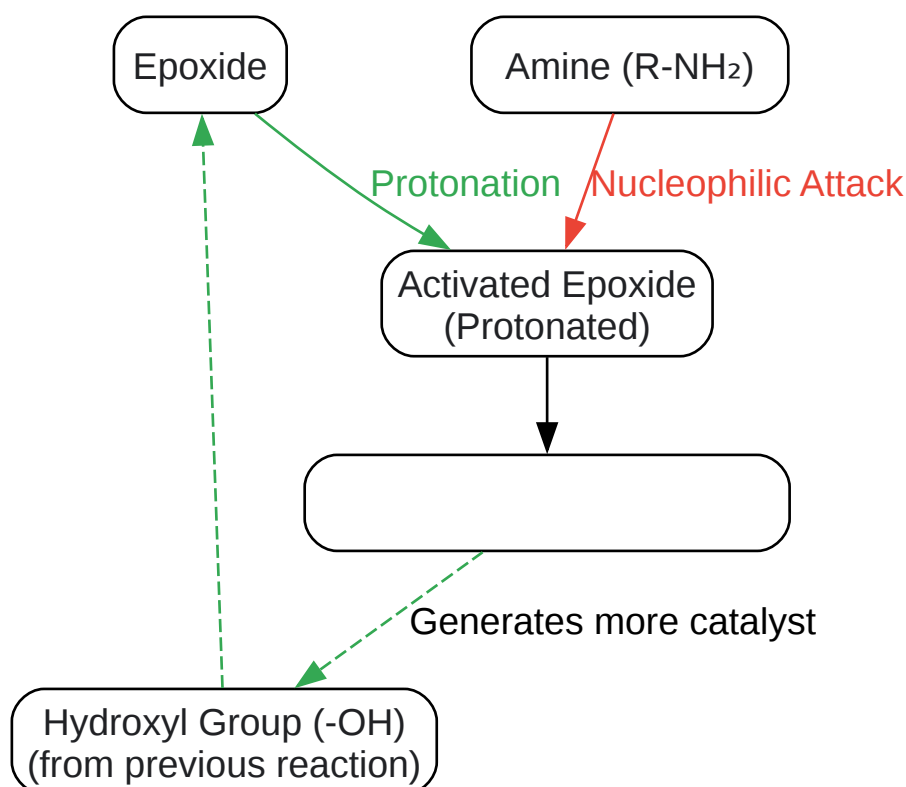 Epoxide
Amine (R-NH₂)
Protonation
Nucleophilic Attack
Activated Epoxide
(Protonated)
Generates more catalyst
Hydroxyl Group (-OH)
(from previous reaction)